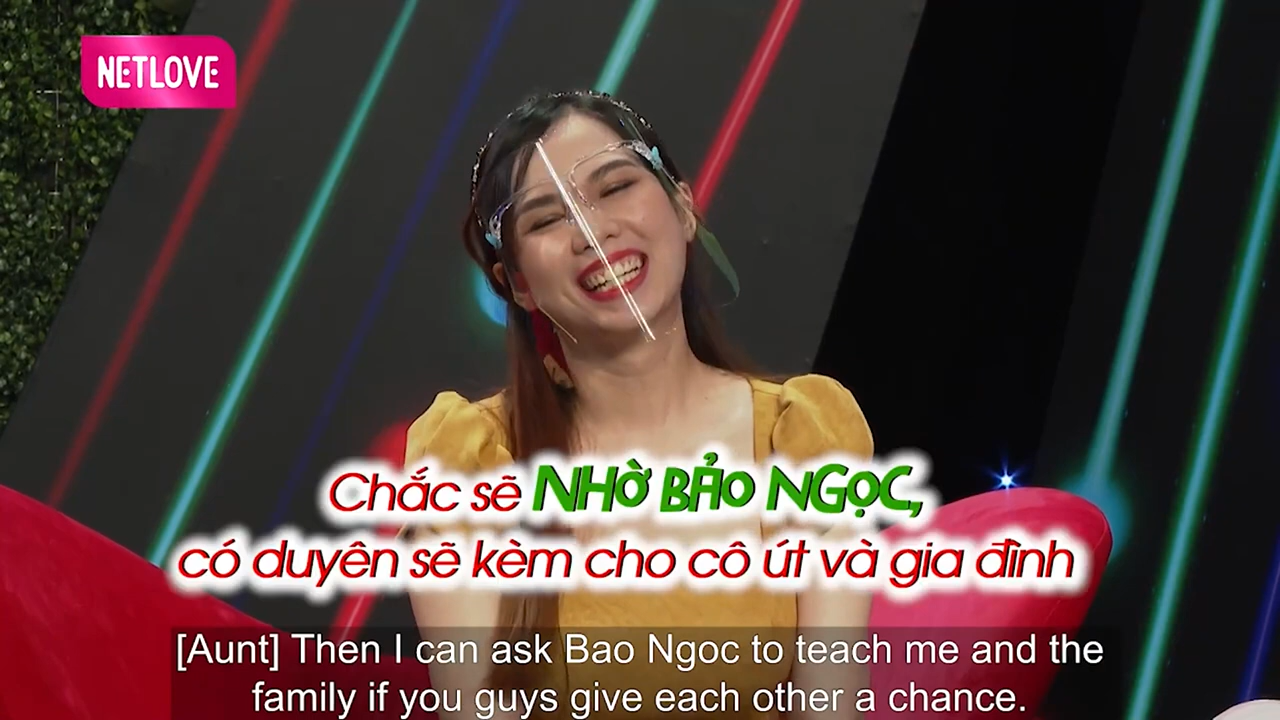 NETLOVE
Chắc sẽ NHỜ BẢO NGỌC,
có duyên sẽ kèm cho cô út và gia đình
[Aunt] Then I can ask Bao Ngoc to teach me and the
family if you guys give each other a chance.